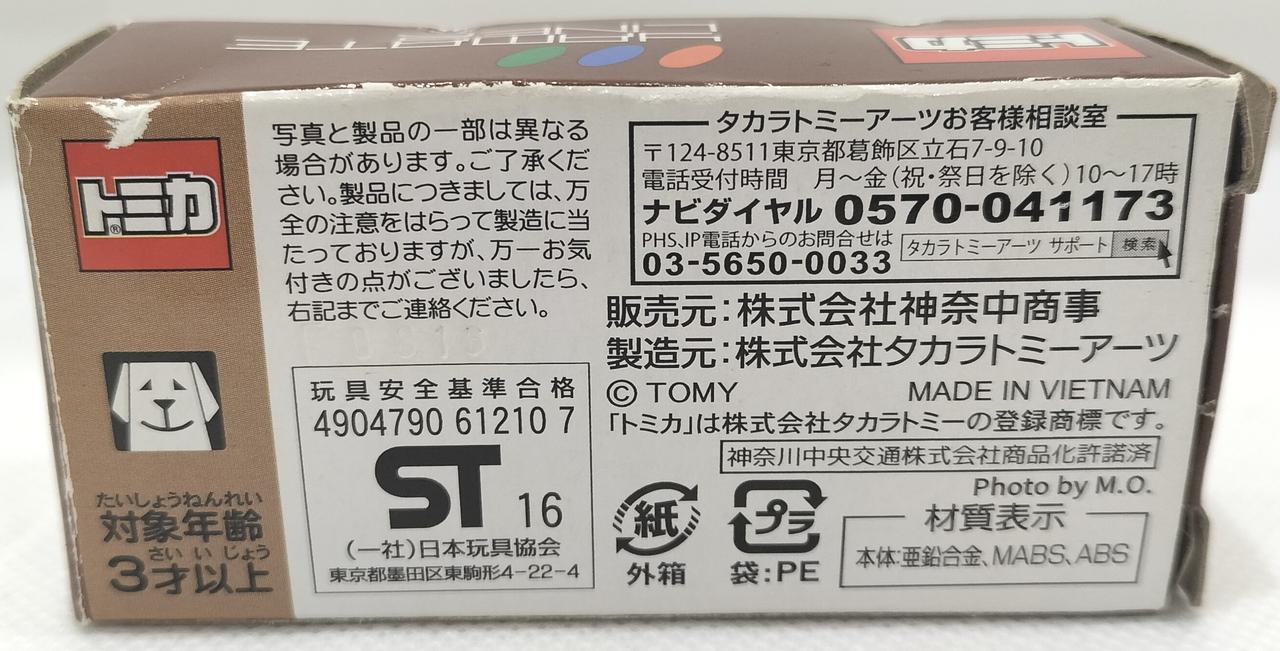 トミカ
トミカ®
写真と製品の一部は異なる
場合があります。ご了承くだ
さい。製品につきましては、万
全の注意をはらって製造に当
たっておりますが、万一お気
付きの点がございましたら、
右記までご連絡ください。
玩具安全基準合格
4904790 61210 7
ST 16
(一社)日本玩具協会
東京都墨田区東駒形4-22-4
たいしょうねんれい
対象年齢
さいいじょう
3才以上
タカラトミーアーツお客様相談室
〒124-8511東京都葛飾区立石7-9-10
電話受付時間 月〜金(祝・祭日を除く)10〜17時
ナビダイヤル 0570-041173
PHS、IP電話からのお問合せは
03-5650-0033
タカラトミーアーツ サポート 検索
販売元:株式会社神奈中商事
製造元:株式会社タカラトミーアーツ
© TOMY MADE IN VIETNAM
「トミカ」は株式会社タカラトミーの登録商標です。
神奈川中央交通株式会社商品化許諾済
Photo by M.O.
紙
外箱
プラ
袋:PE
材質表示
本体:亜鉛合金、MABS、ABS